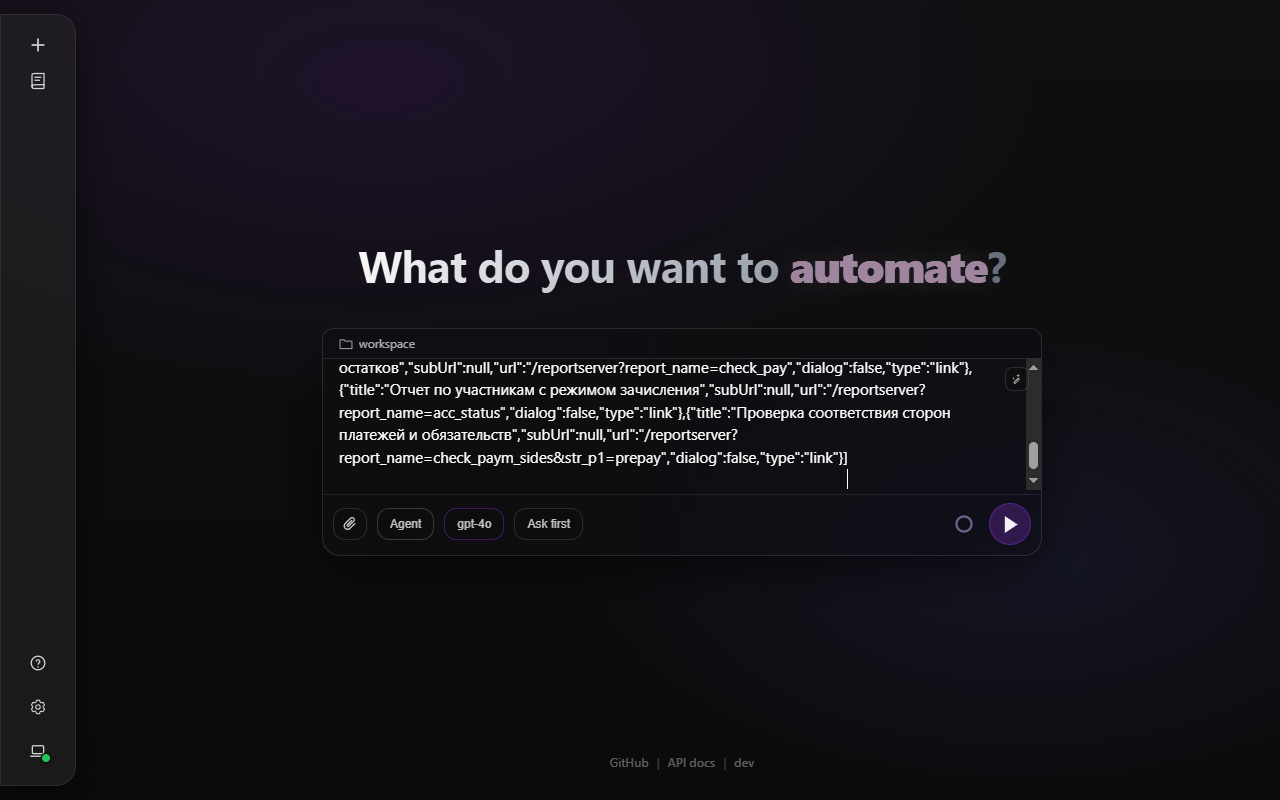 What do you want to automate?
workspace
остатков","subUrl":null,"url":"/reportserver?report_name=check_pay","dialog":false,"type":"link"},
{"title":"Отчет по участникам с режимом зачисления","subUrl":null,"url":"/reportserver?
report_name=acc_status","dialog":false,"type":"link"},{"title":"Проверка соответствия сторон
платежей и обязательств","subUrl":null,"url":"/reportserver?
report_name=check_paym_sides&str_p1=prepay","dialog":false,"type":"link"}]
Agent
gpt-4o
Ask first
GitHub | API docs | dev